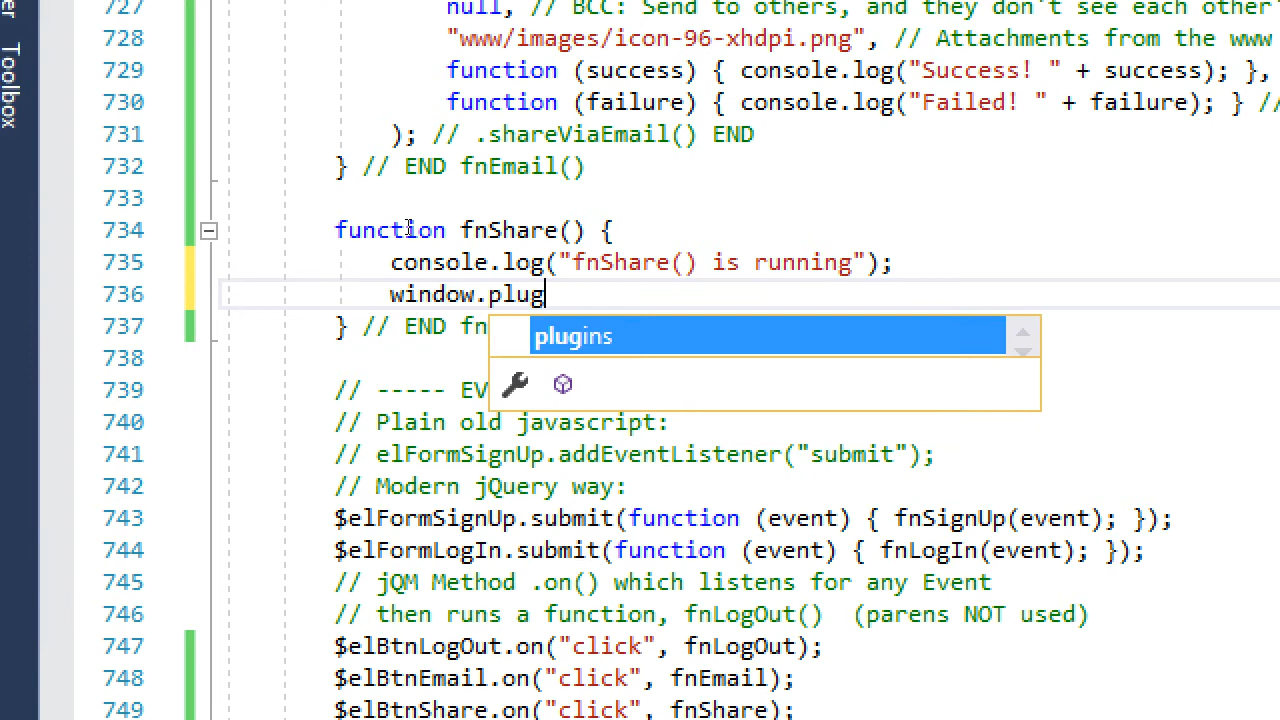 er
Toolbox
727 null, // BCC: Send to others, and they don't see each other'
728 "www/images/icon-96-xhdpi.png", // Attachments from the www
729 function (success) { console.log("Success! " + success); },
730 function (failure) { console.log("Failed! " + failure); } //
731 ); // .shareViaEmail() END
732 } // END fnEmail()
733
734 function fnShare() {
735 console.log("fnShare() is running");
736 window.plug
plugins
737 } // END fn
738
739 // ----- EV
740 // Plain old javascript:
741 // elFormSignUp.addEventListener("submit");
742 // Modern jQuery way:
743 $elFormSignUp.submit(function (event) { fnSignUp(event); });
744 $elFormLogIn.submit(function (event) { fnLogIn(event); });
745 // jQM Method .on() which listens for any Event
746 // then runs a function, fnLogOut()  (parens NOT used)
747 $elBtnLogOut.on("click", fnLogOut);
748 $elBtnEmail.on("click", fnEmail);
749 $elBtnShare.on("click", fnShare);